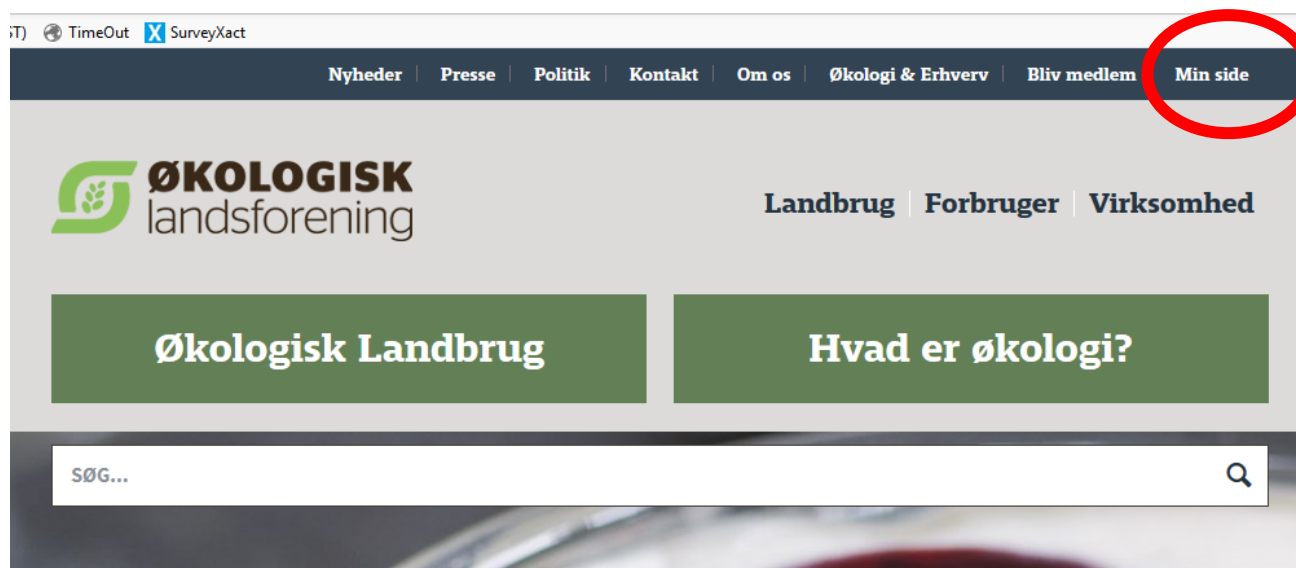 ST) TimeOut SurveyXact
Nyheder Presse Politik Kontakt Om os Økologi & Erhverv Bliv medlem Min side
ØKOLOGISK
landsforening
Landbrug Forbruger Virksomhed
Økologisk Landbrug Hvad er økologi?
SØG...